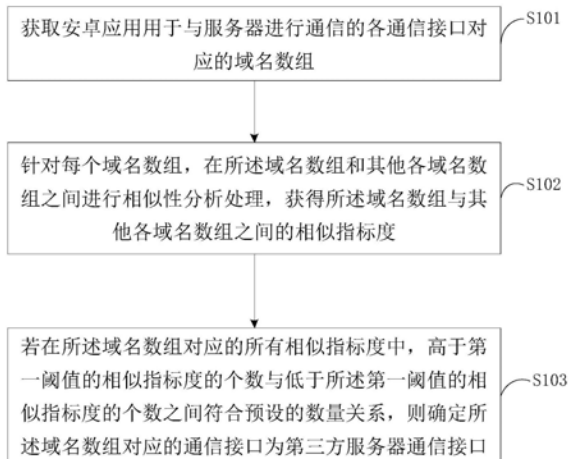 获取安卓应用用于与服务器进行通信的各通信接口对
应的域名数组
S101
针对每个域名数组，在所述域名数组和其他各域名数
组之间进行相似性分析处理，获得所述域名数组与其
他各域名数组之间的相似指标度
S102
若在所述域名数组对应的所有相似指标度中，高于第
一阈值的相似指标度的个数与低于所述第一阈值的相
似指标度的个数之间符合预设的数量关系，则确定所
述域名数组对应的通信接口为第三方服务器通信接口
S103